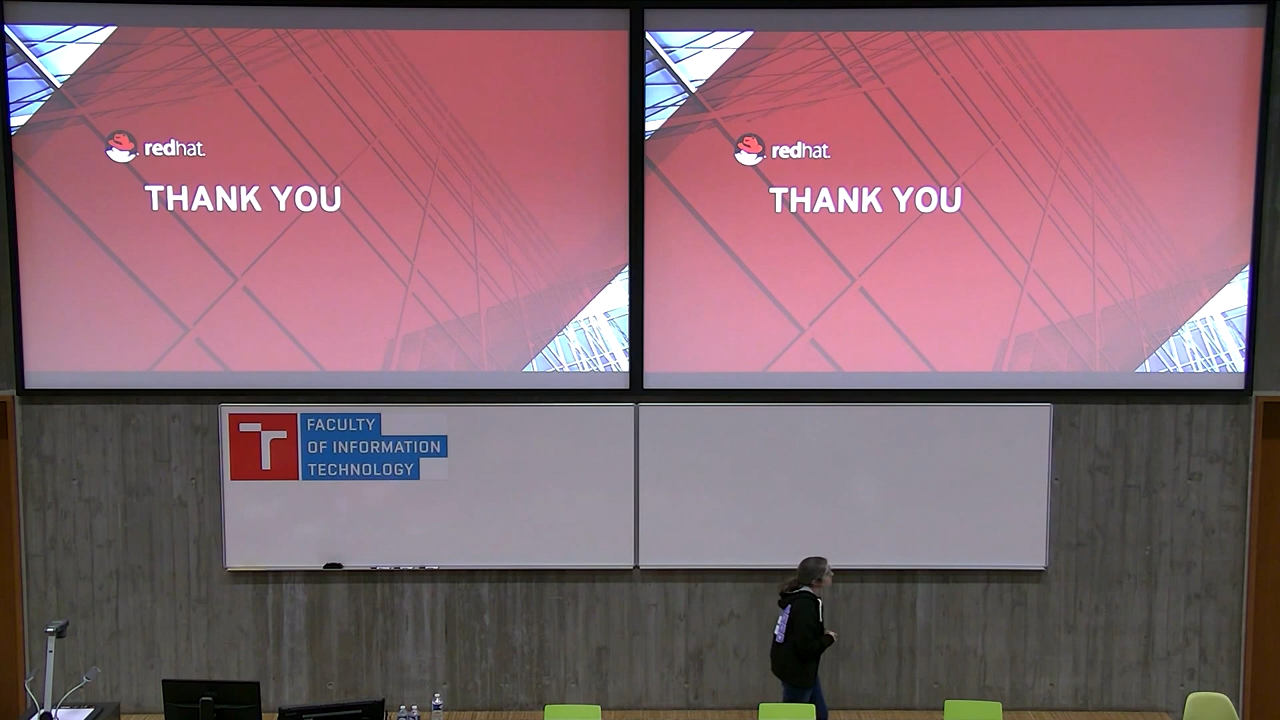 redhat.
THANK YOU
redhat.
THANK YOU
FACULTY
OF INFORMATION
TECHNOLOGY